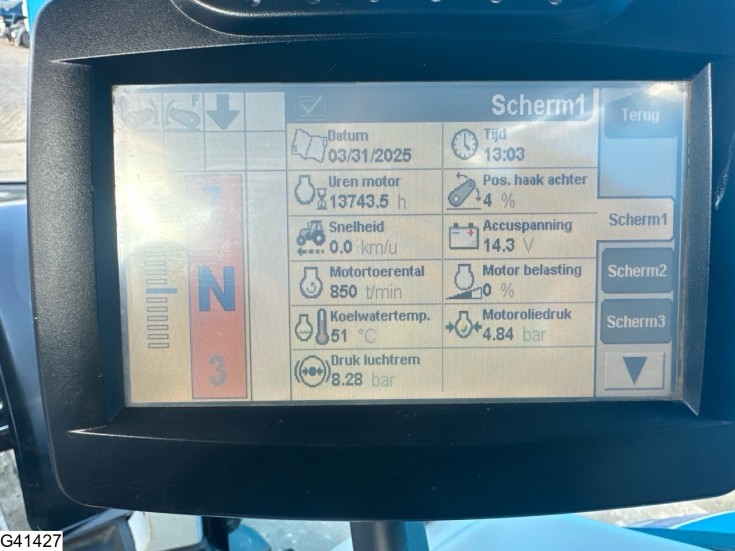 F
Scherm1
Terug
Datum
03/31/2025
Tijd
13:03
Uren motor
13743.5 h
Pos. haak achter
4 %
Snelheid
0.0 km/u
Accuspanning
14.3 V
Motortoerental
850 t/min
Motor belasting
0 %
Koelwatertemp.
51 °C
Motoroliedruk
4.84 bar
Druk luchtrem
8.28 bar
7
N
3
Scherm1
Scherm2
Scherm3
G41427